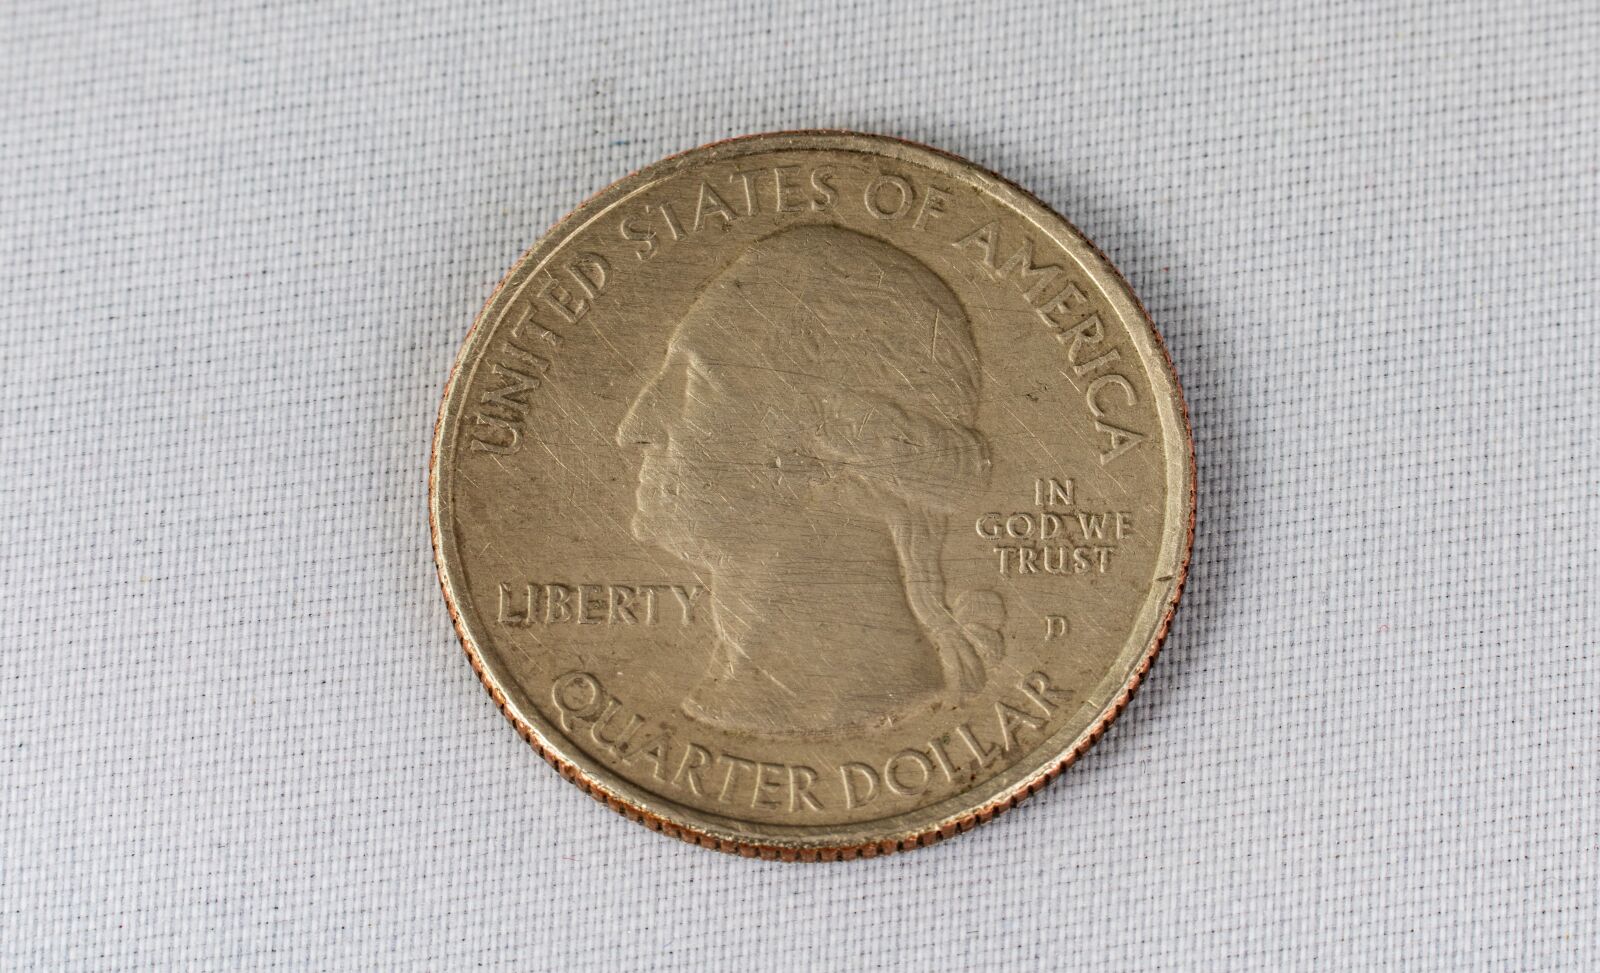 UNITED STATES OF AMERICA
IN
GOD WE
TRUST
LIBERTY
D
QUARTER DOLLAR